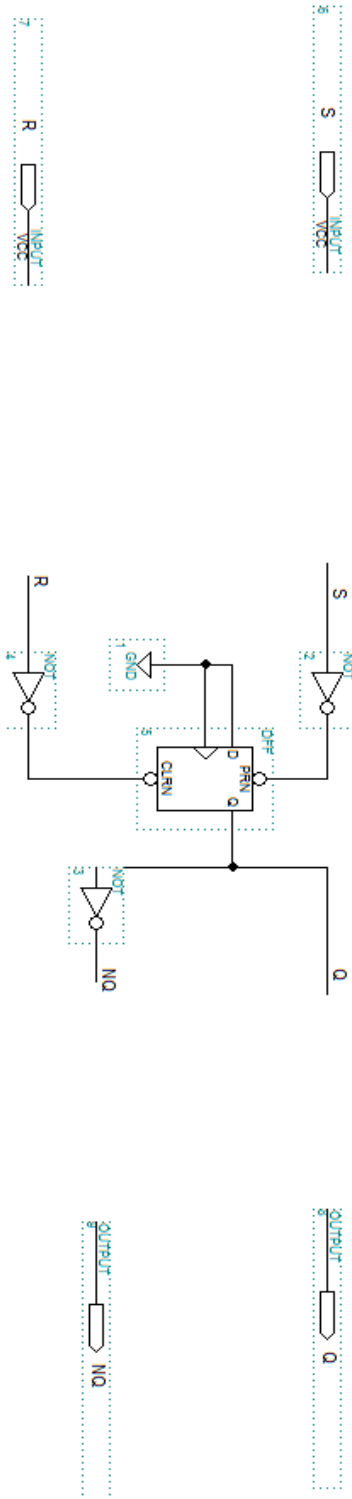 INPUT
VCC
S
6
S
NOT
2
Q
OUTPUT
Q
8
DFF
PRN
D
Q
CLRN
5
GND
1
NOT
NQ
3
OUTPUT
NQ
9
INPUT
VCC
R
7
R
NOT
4